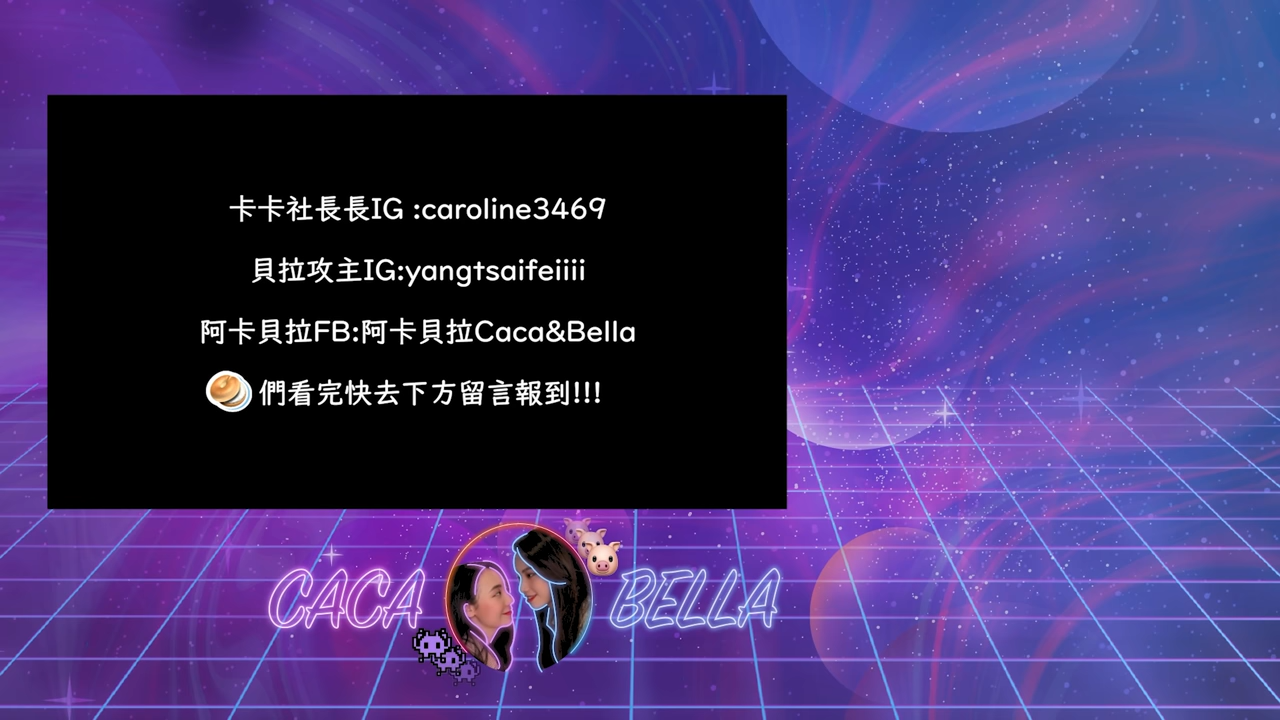 卡卡社長長IG :caroline3469
貝拉攻主IG:yangtsaifeiiii
阿卡貝拉FB:阿卡貝拉Caca&Bella
們看完快去下方留言報到!!!
CACA
BELLA